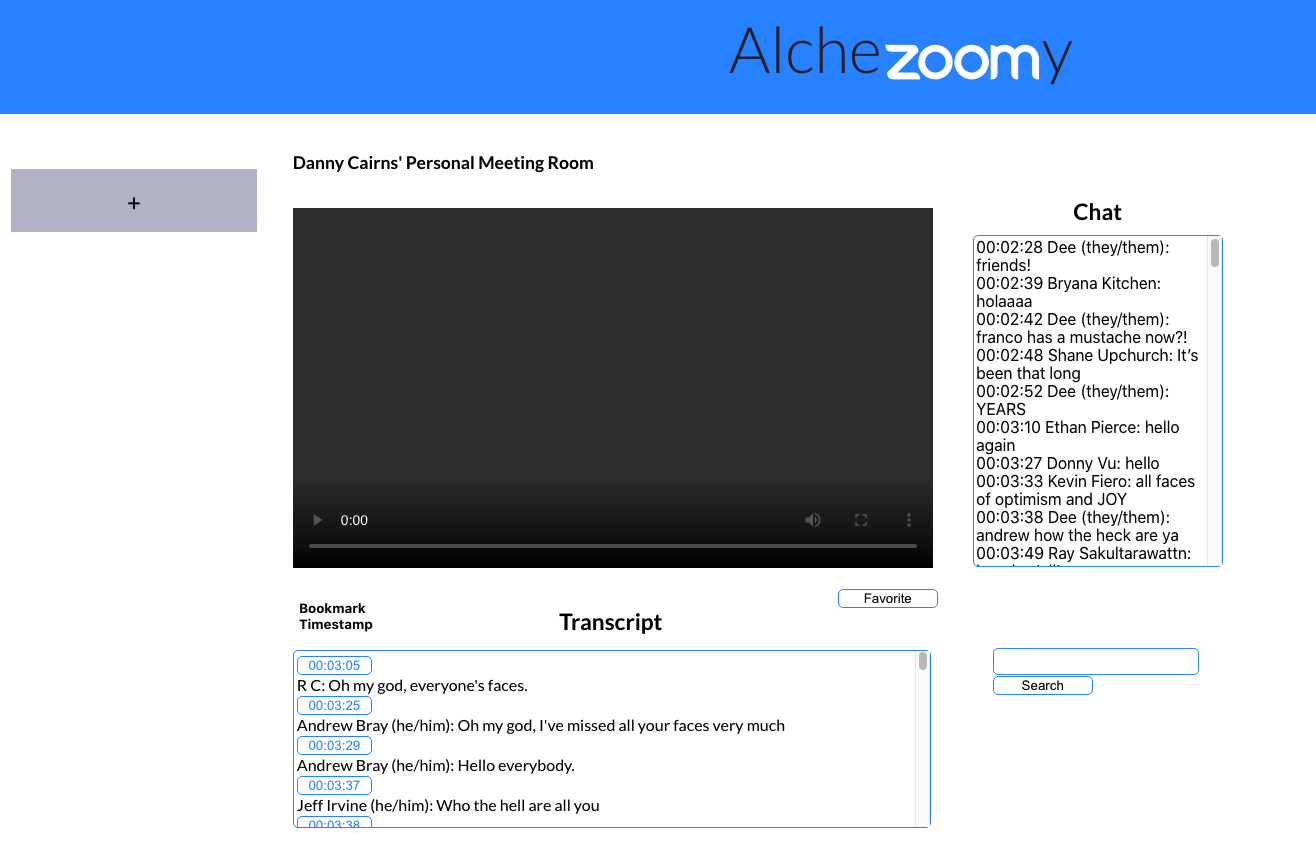 Alchezoomy
Danny Cairns' Personal Meeting Room
+
0:00
Chat
00:02:28 Dee (they/them):
friends!
00:02:39 Bryana Kitchen:
holaaaa
00:02:42 Dee (they/them):
franco has a mustache now?!
00:02:48 Shane Upchurch: It’s
been that long
00:02:52 Dee (they/them):
YEARS
00:03:10 Ethan Pierce: hello
again
00:03:27 Donny Vu: hello
00:03:33 Kevin Fiero: all faces
of optimism and JOY
00:03:38 Dee (they/them):
andrew how the heck are ya
00:03:49 Ray Sakultarawattn:
Favorite
Bookmark
Timestamp
Transcript
00:03:05
R C: Oh my god, everyone's faces.
00:03:25
Andrew Bray (he/him): Oh my god, I've missed all your faces very much
00:03:29
Andrew Bray (he/him): Hello everybody.
00:03:37
Jeff Irvine (he/him): Who the hell are all you
00:03:38
Search